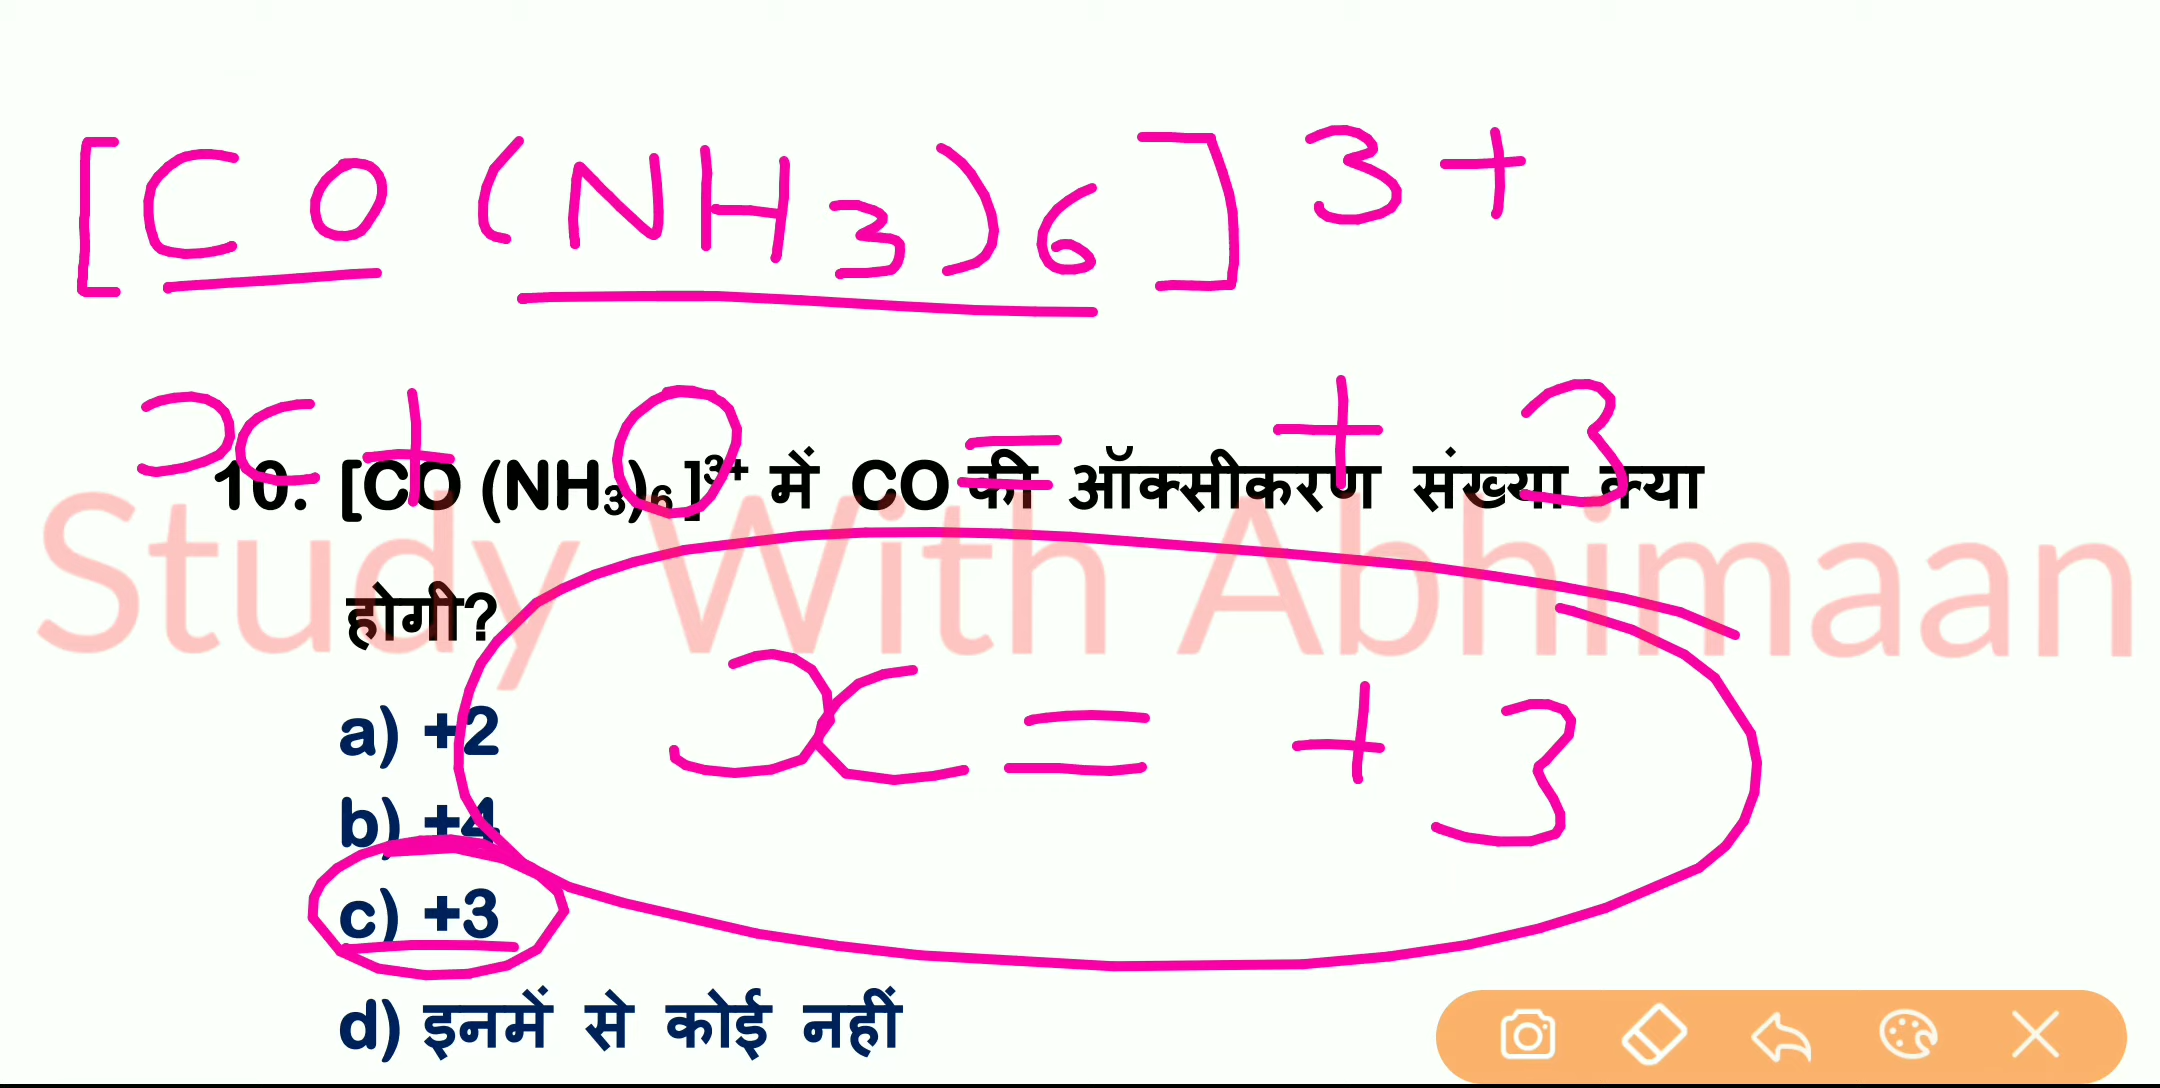 [CO (NH3)6]3+
x + 0 = + 3
10. [CO (NH₃)₆ ]³⁺ में CO की ऑक्सीकरण संख्या क्या
Study With Abhimaan
होगी?
x = + 3
a) +2
b) +4
c) +3
d) इनमें से कोई नहीं